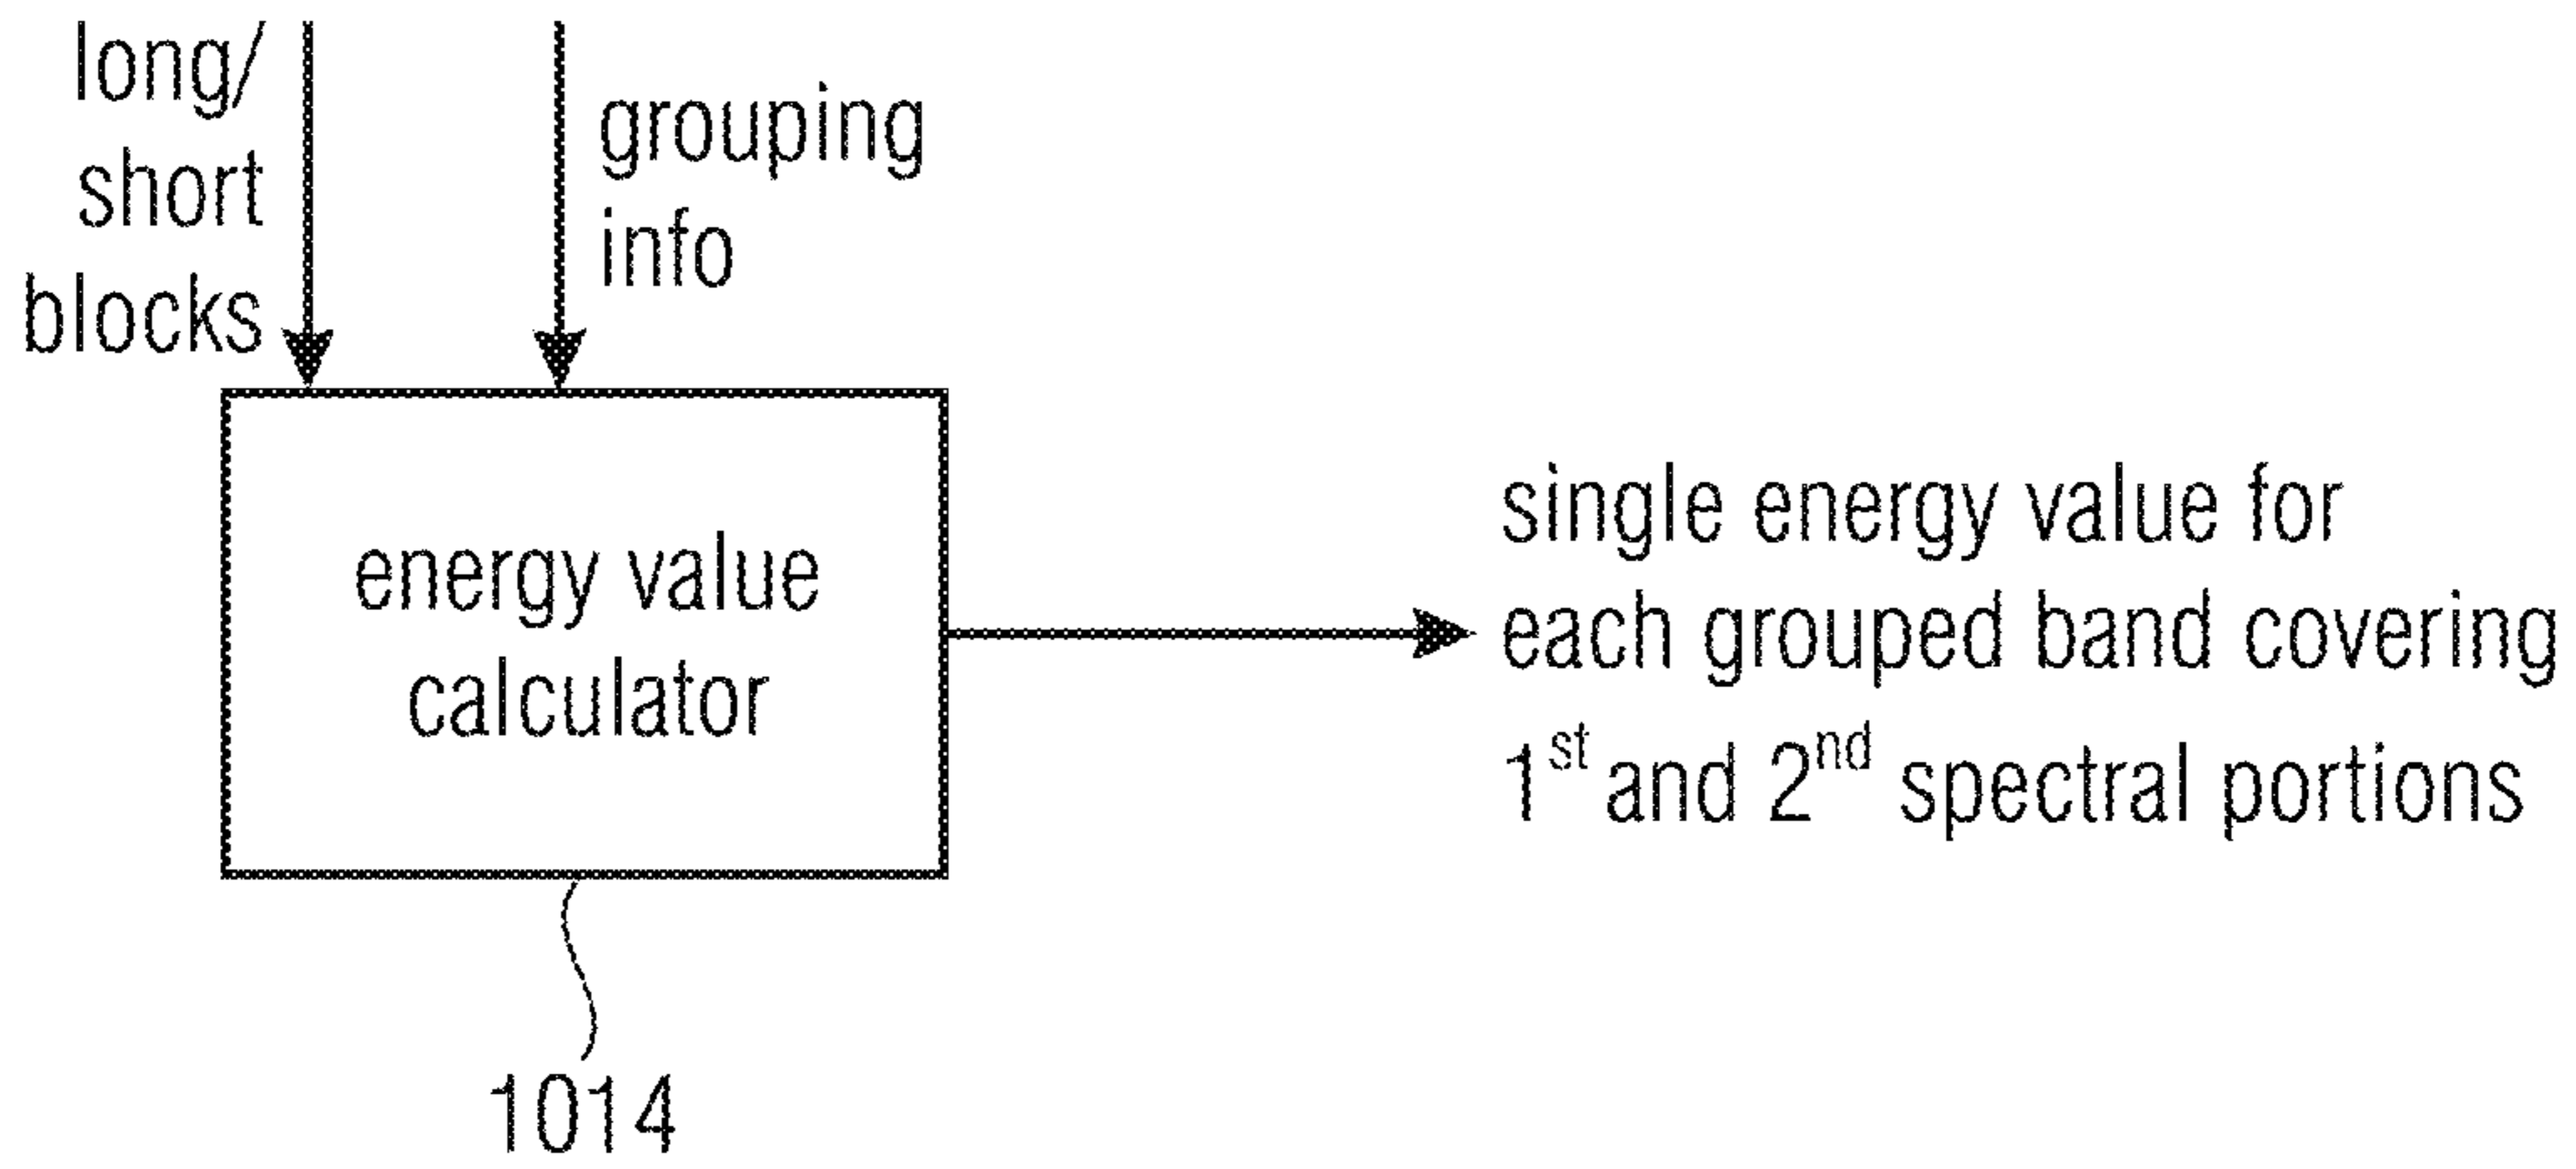 long/
short
blocks
grouping
info
energy value
calculator
single energy value for
each grouped band covering
1st and 2nd spectral portions
1014